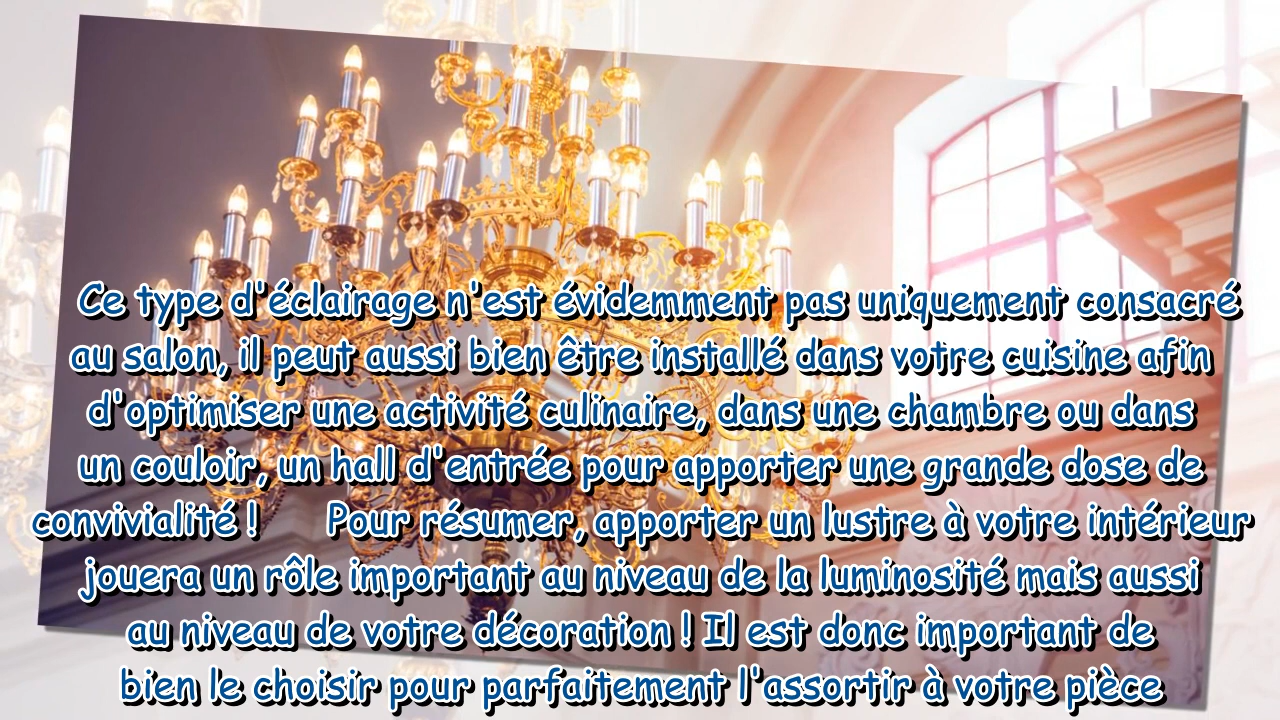 Ce type d'éclairage n'est évidemment pas uniquement consacré
au salon, il peut aussi bien être installé dans votre cuisine afin
d'optimiser une activité culinaire, dans une chambre ou dans
un couloir, un hall d'entrée pour apporter une grande dose de
convivialité ! Pour résumer, apporter un lustre à votre intérieur
jouera un rôle important au niveau de la luminosité mais aussi
au niveau de votre décoration ! Il est donc important de
bien le choisir pour parfaitement l'assortir à votre pièce